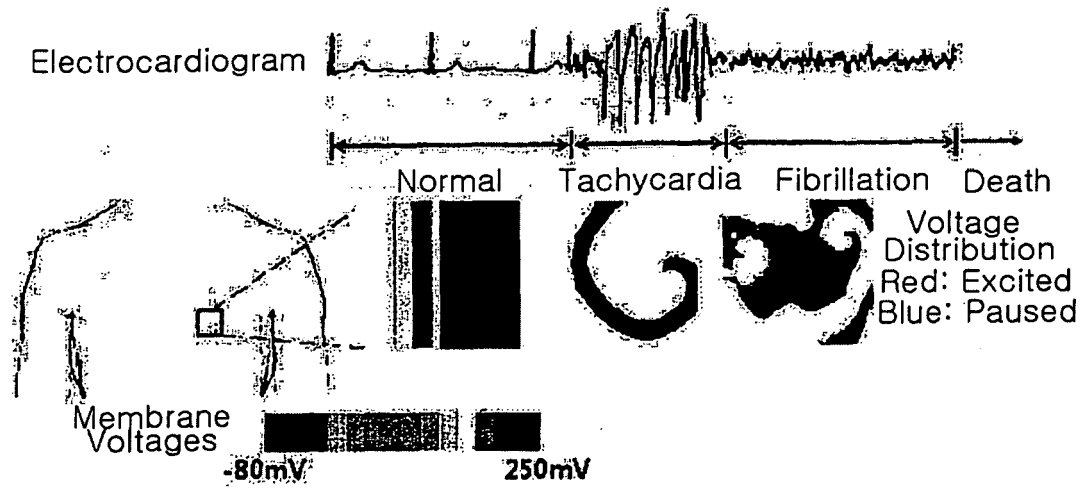 Electrocardiogram
Normal
Tachycardia
Fibrillation
Death
Voltage
Distribution
Red: Excited
Blue: Paused
Membrane
Voltages
-80mV
250mV